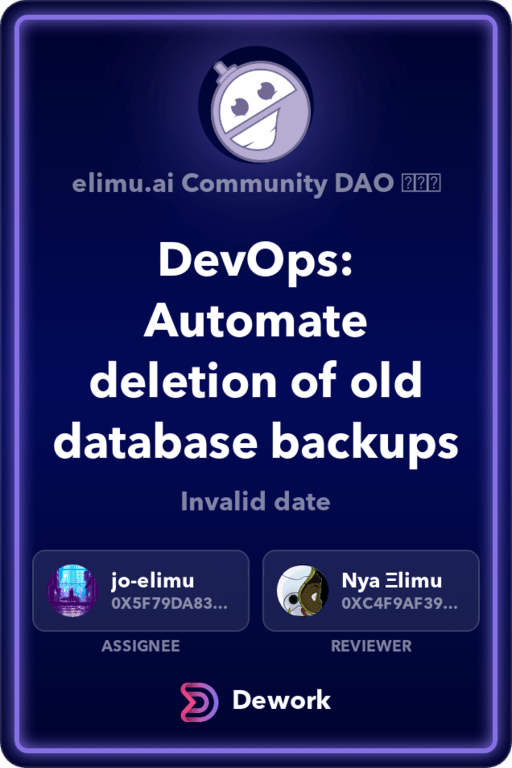 elimu.ai Community DAO
DevOps:
Automate
deletion of old
database backups
Invalid date
jo-elimu
0X5F79DA83...
Nya Ξlimu
0XC4F9AF39...
ASSIGNEE
REVIEWER
Dework